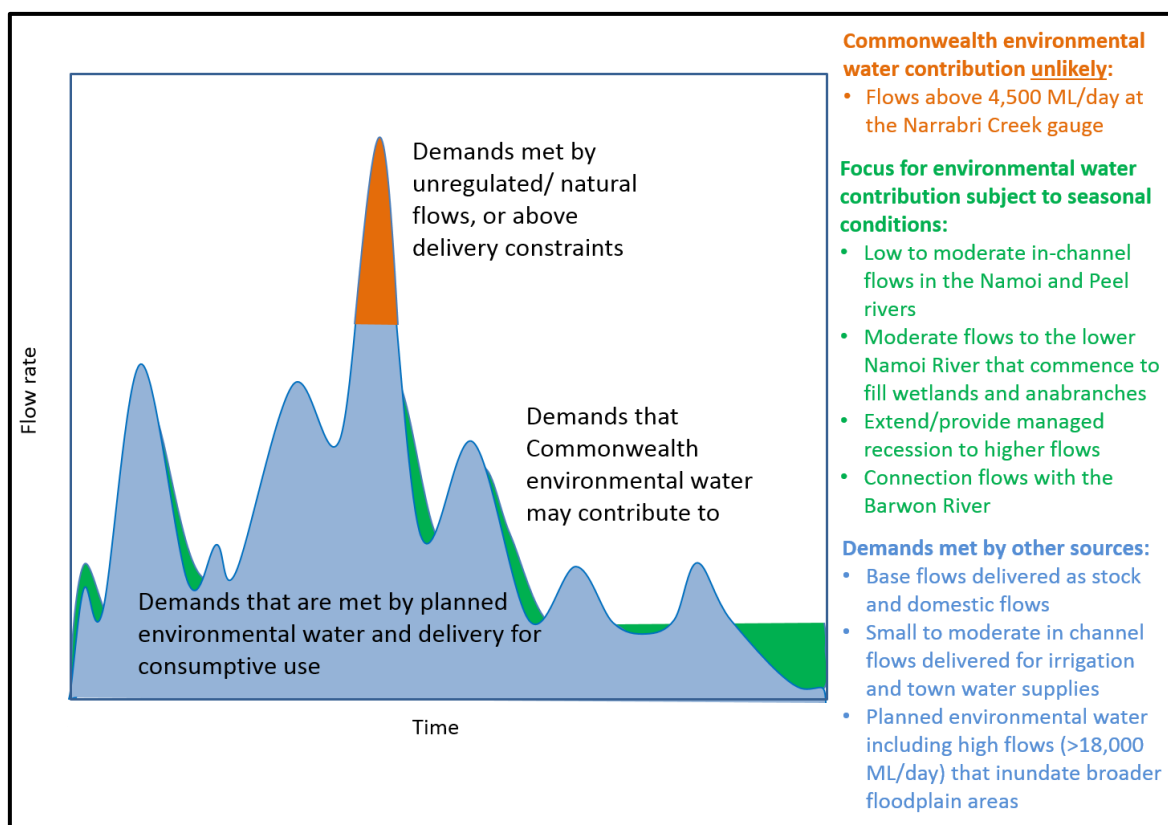 Commonwealth environmental
water contribution unlikely:
• Flows above 4,500 ML/day at
the Narrabri Creek gauge
Focus for environmental water
contribution subject to seasonal
conditions:
• Low to moderate in-channel
flows in the Namoi and Peel
rivers
• Moderate flows to the lower
Namoi River that commence to
fill wetlands and anabranches
• Extend/provide managed
recession to higher flows
• Connection flows with the
Barwon River
Demands met by other sources:
• Base flows delivered as stock
and domestic flows
• Small to moderate in channel
flows delivered for irrigation
and town water supplies
• Planned environmental water
including high flows (>18,000
ML/day) that inundate broader
floodplain areas
Demands met by
unregulated/ natural
flows, or above
delivery constraints
Demands that
Commonwealth
environmental water
may contribute to
Demands that are met by planned
environmental water and delivery for
consumptive use
Flow rate
Time